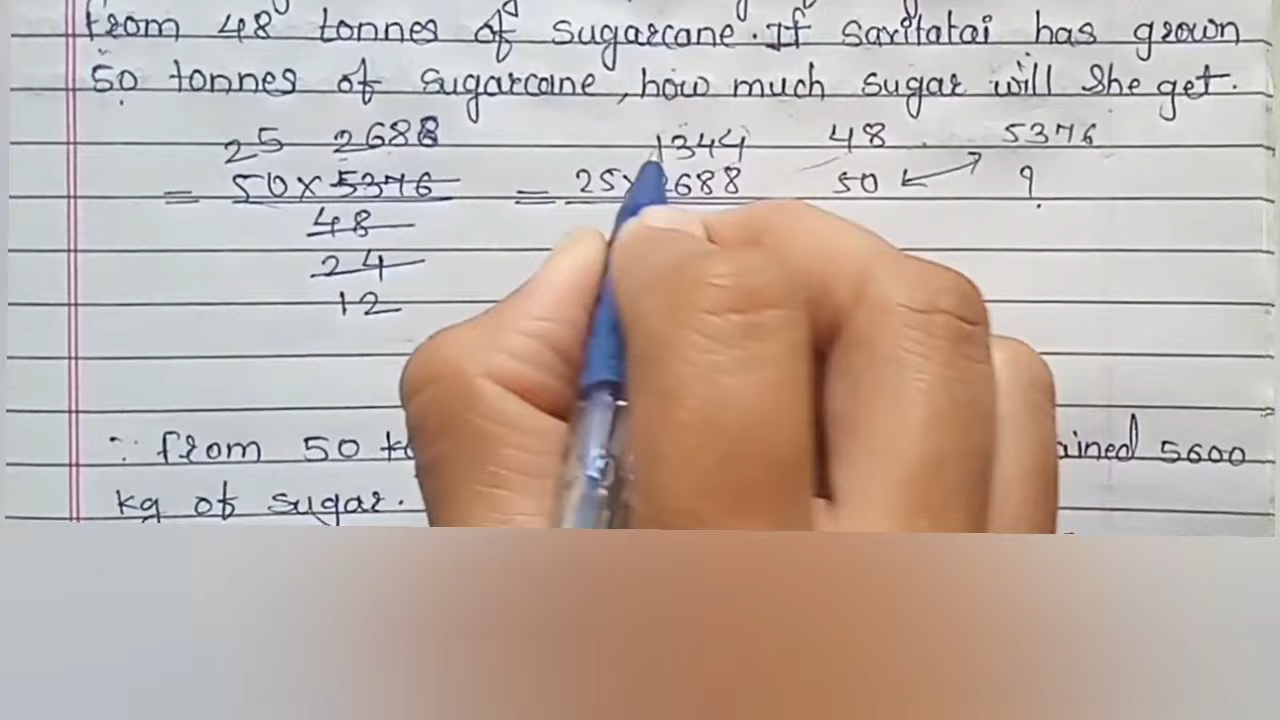 from 48 tonnes of sugarcane. If Saritatai has grown
50 tonnes of sugarcane, how much sugar will she get.
25 2688 1344 48 5376
= 50 × 5376 = 25 × 2688 50 ?
48
24
12
∴ from 50 5600
kg of sugar.